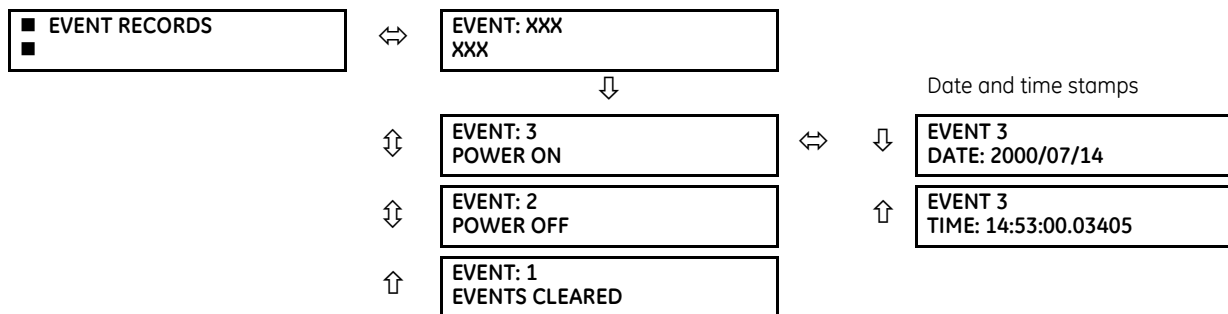 ■ EVENT RECORDS
■
EVENT: XXX
XXX
Date and time stamps
EVENT: 3
POWER ON
EVENT 3
DATE: 2000/07/14
EVENT: 2
POWER OFF
EVENT 3
TIME: 14:53:00.03405
EVENT: 1
EVENTS CLEARED